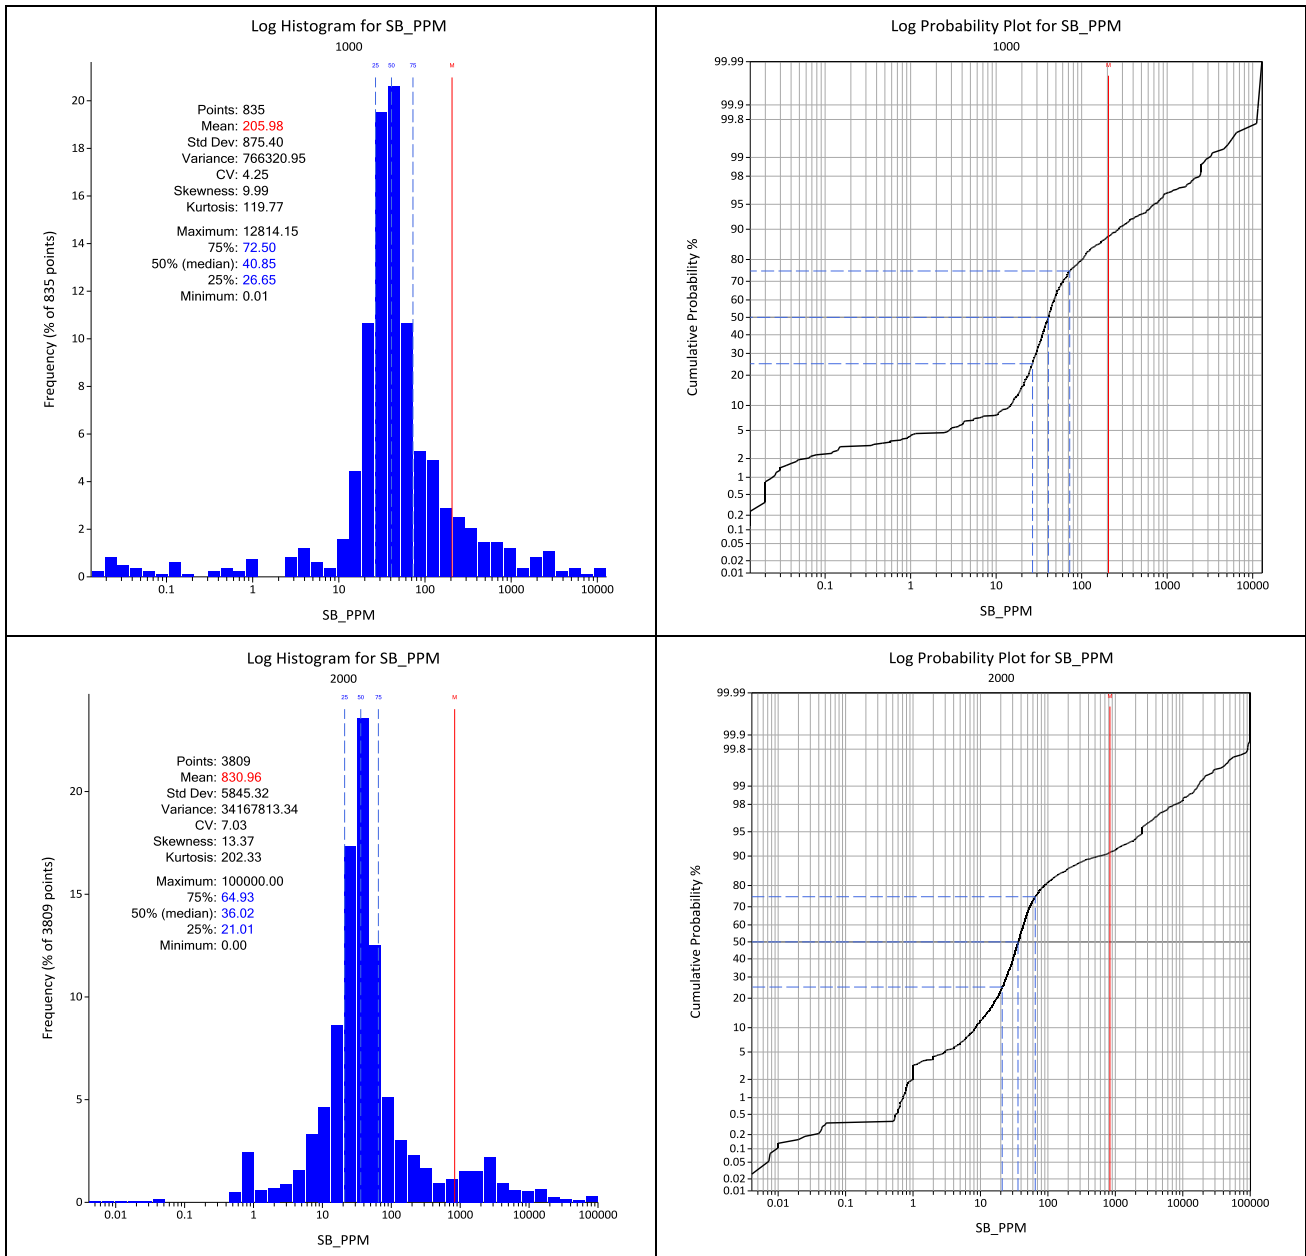 Log Histogram for SB_PPM
1000
25 50 75 M
Points: 835
Mean: 205.98
Std Dev: 875.40
Variance: 766320.95
CV: 4.25
Skewness: 9.99
Kurtosis: 119.77
Maximum: 12814.15
75%: 72.50
50% (median): 40.85
25%: 26.65
Minimum: 0.01
Frequency (% of 835 points)
20
18
16
14
12
10
8
6
4
2
0
0.1 1 10 100 1000 10000
SB_PPM
Log Probability Plot for SB_PPM
1000
M
Cumulative Probability %
99.99
99.9
99.8
99
98
95
90
80
70
60
50
40
30
20
10
5
2
1
0.5
0.2
0.1
0.05
0.02
0.01
0.1 1 10 100 1000 10000
SB_PPM
Log Histogram for SB_PPM
2000
25 50 75 M
Points: 3809
Mean: 830.96
Std Dev: 5845.32
Variance: 34167813.34
CV: 7.03
Skewness: 13.37
Kurtosis: 202.33
Maximum: 100000.00
75%: 64.93
50% (median): 36.02
25%: 21.01
Minimum: 0.00
Frequency (% of 3809 points)
20
15
10
5
0
0.01 0.1 1 10 100 1000 10000 100000
SB_PPM
Log Probability Plot for SB_PPM
2000
M
Cumulative Probability %
99.99
99.9
99.8
99
98
95
90
80
70
60
50
40
30
20
10
5
2
1
0.5
0.2
0.1
0.05
0.02
0.01
0.01 0.1 1 10 100 1000 10000 100000
SB_PPM